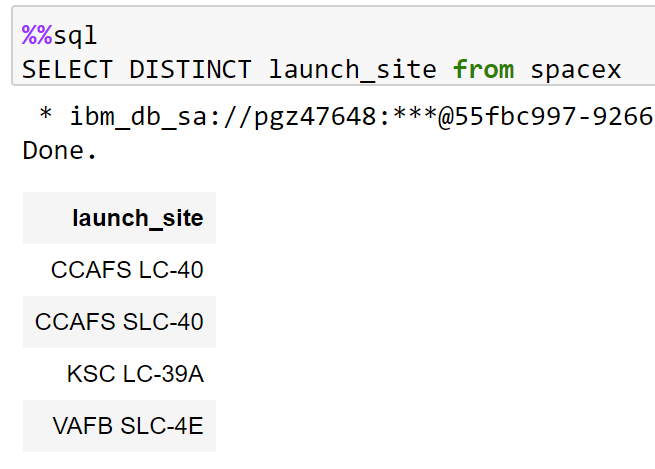 %%sql
SELECT DISTINCT launch_site from spacex
* ibm_db_sa://pgz47648:***@55fbc997-9266
Done.
launch_site
CCAFS LC-40
CCAFS SLC-40
KSC LC-39A
VAFB SLC-4E